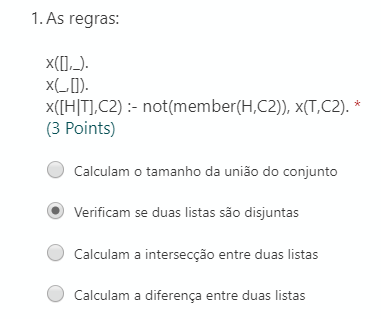 1. As regras:
x([],_).
x(_,[]).
x([H|T],C2) :- not(member(H,C2)), x(T,C2). *
(3 Points)
Calculam o tamanho da união do conjunto
Verificam se duas listas são disjuntas
Calculam a intersecção entre duas listas
Calculam a diferença entre duas listas